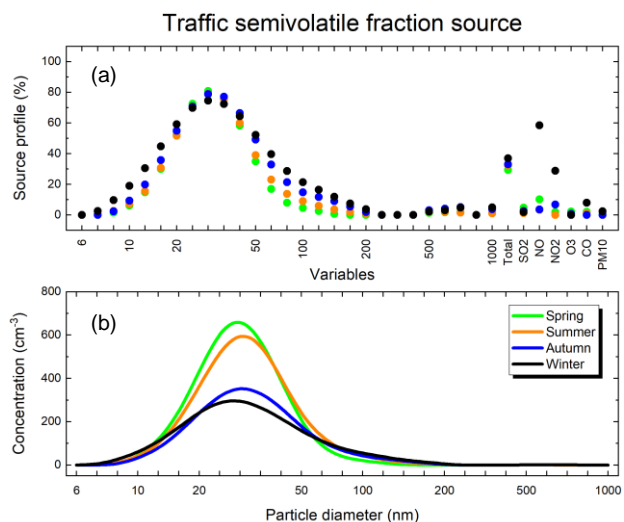 Traffic semivolatile fraction source
(a)
Source profile (%)
100
80
60
40
20
0
6 10 20 50 100 200 500 1000 Total SO2 NO NO2 O3 CO PM10
Variables
(b)
Concentration (cm-3)
800
600
400
200
0
Spring
Summer
Autumn
Winter
6 10 20 50 100 200 500 1000
Particle diameter (nm)